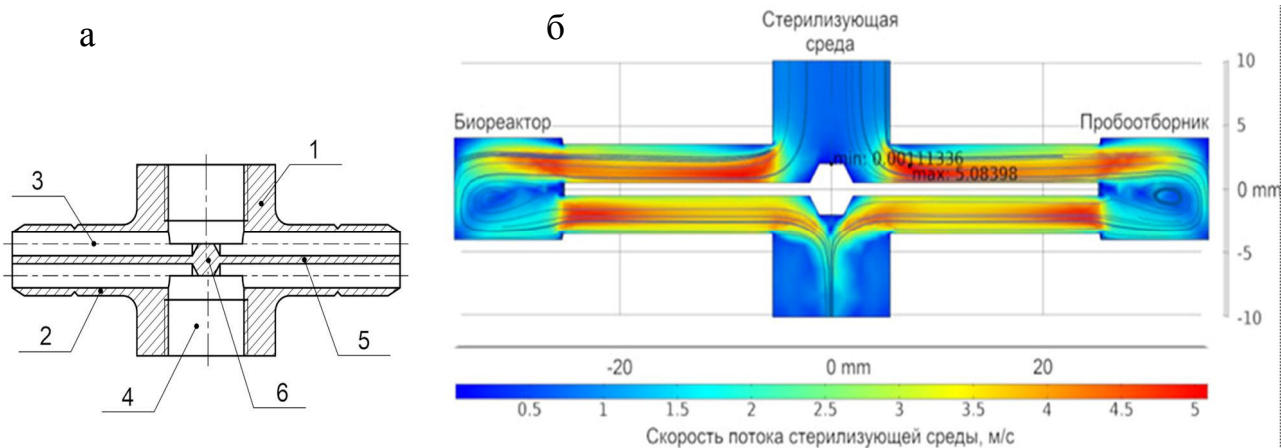 а
1
2
3
4
5
6
б
Стерилизующая
среда
Биореактор
Пробоотборник
min: 0.00111336
max: 5.08398
10
5
0 mm
-5
-10
-20
0 mm
20
0.5
1
1.5
2
2.5
3
3.5
4
4.5
5
Скорость потока стерилизующей среды, м/с